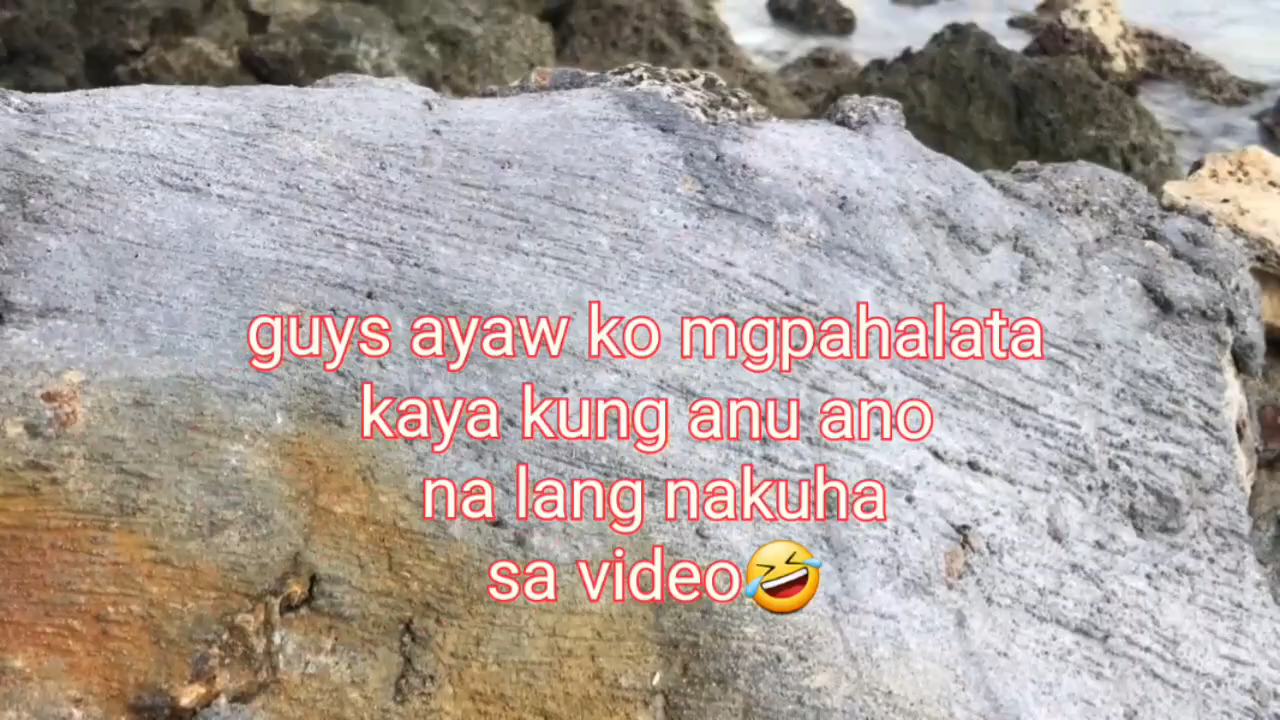 guys ayaw ko mgpahalata
kaya kung anu ano
na lang nakuha
sa video🤣